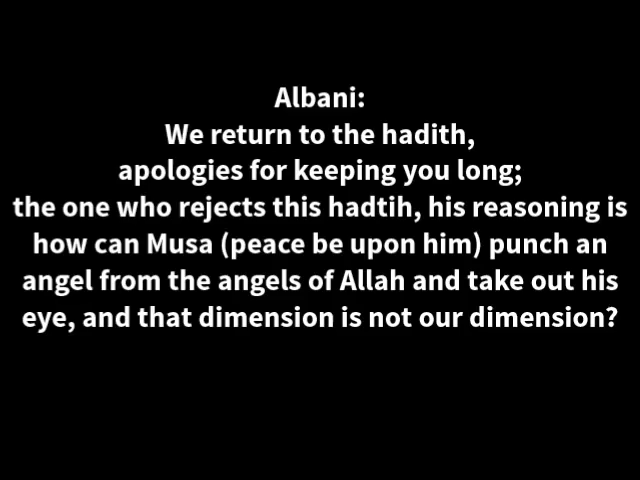 Albani:
We return to the hadith,
apologies for keeping you long;
the one who rejects this hadtih, his reasoning is
how can Musa (peace be upon him) punch an
angel from the angels of Allah and take out his
eye, and that dimension is not our dimension?